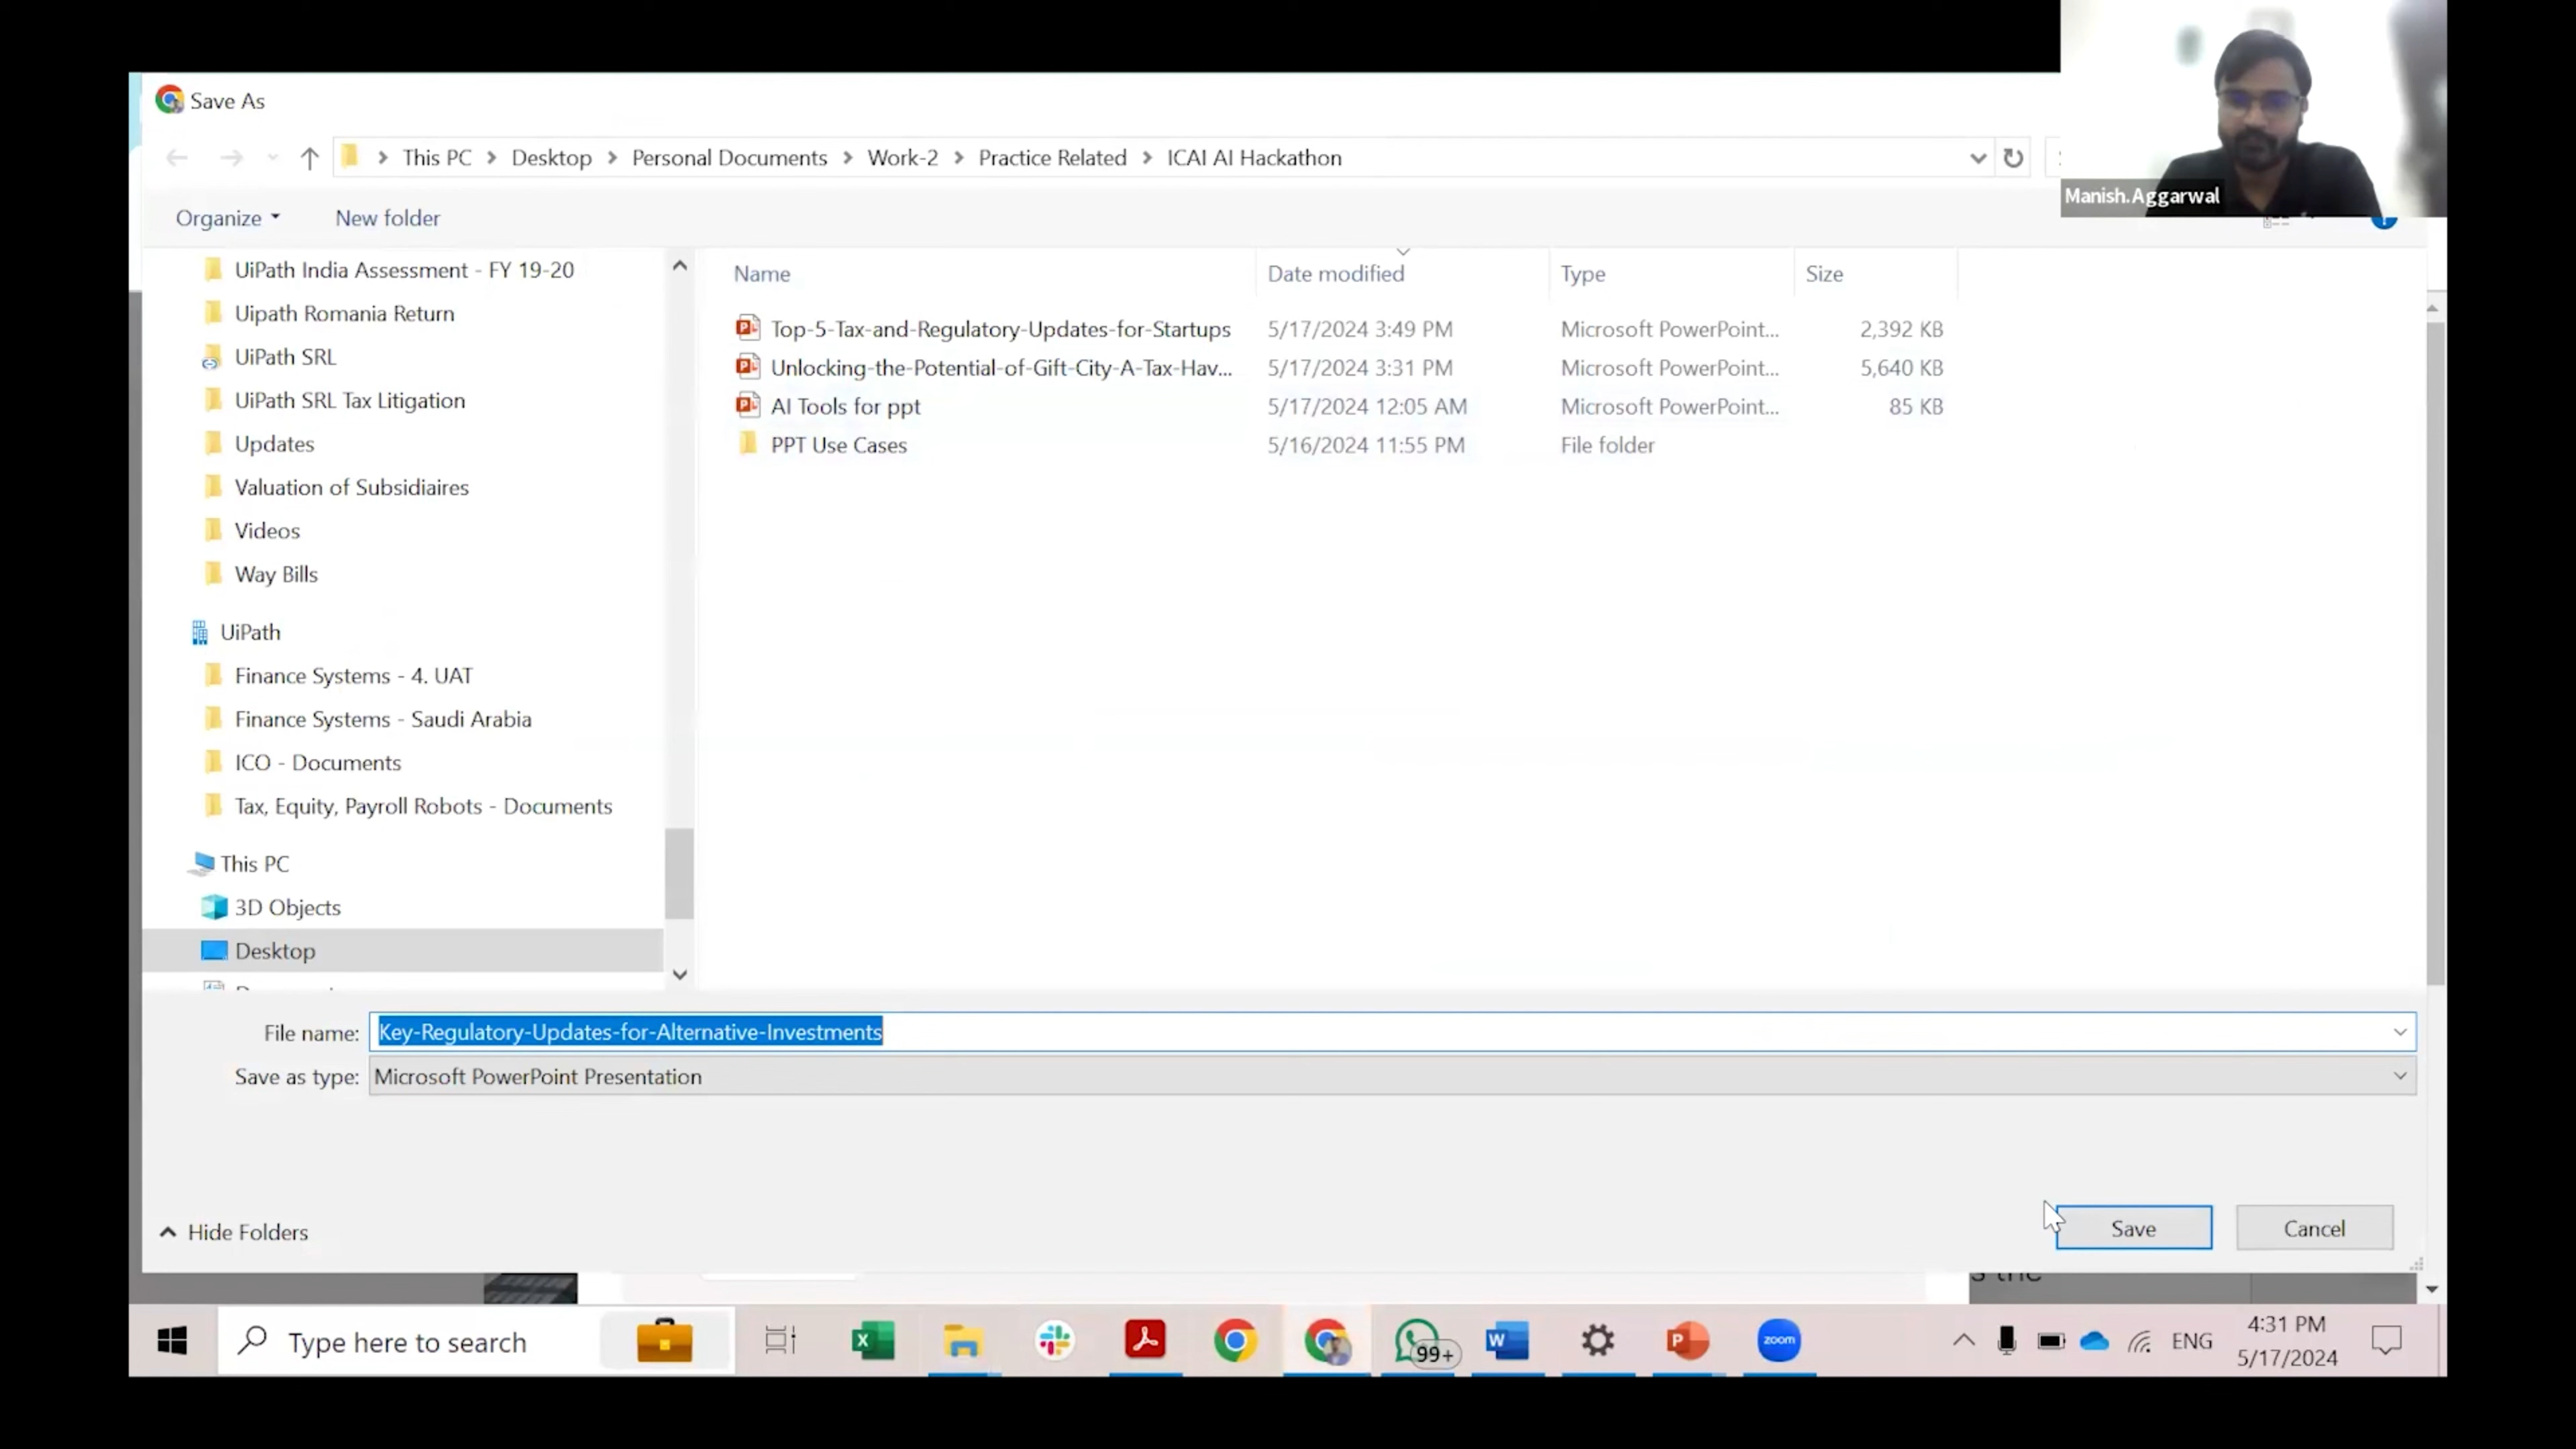 Save As
This PC > Desktop > Personal Documents > Work-2 > Practice Related > ICAI AI Hackathon
Manish.Aggarwal
Organize
New folder
UiPath India Assessment - FY 19-20
Uipath Romania Return
UiPath SRL
UiPath SRL Tax Litigation
Updates
Valuation of Subsidiaires
Videos
Way Bills
UiPath
Finance Systems - 4. UAT
Finance Systems - Saudi Arabia
ICO - Documents
Tax, Equity, Payroll Robots - Documents
This PC
3D Objects
Desktop
Name Date modified Type Size
Top-5-Tax-and-Regulatory-Updates-for-Startups 5/17/2024 3:49 PM Microsoft PowerPoint... 2,392 KB
Unlocking-the-Potential-of-Gift-City-A-Tax-Hav... 5/17/2024 3:31 PM Microsoft PowerPoint... 5,640 KB
AI Tools for ppt 5/17/2024 12:05 AM Microsoft PowerPoint... 85 KB
PPT Use Cases 5/16/2024 11:55 PM File folder
File name: Key-Regulatory-Updates-for-Alternative-Investments
Save as type: Microsoft PowerPoint Presentation
Hide Folders
Save
Cancel
Type here to search
99+
zoom
ENG
4:31 PM
5/17/2024